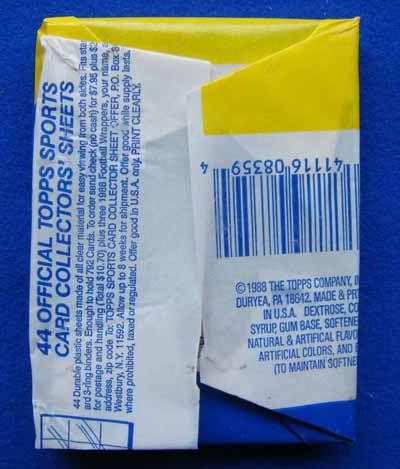 44 OFFICIAL TOPPS SPORTS
CARD COLLECTORS' SHEETS
44 Durable plastic sheets made of all clear material for easy viewing from both sides. Fits stan
ard 3-ring binders. Enough to hold 792 Cards. To order send check (no cash) for $7.95 plus $2
for postage and handling (Total $10.70) plus three 1988 Football Wrappers, your name, a
address, zip code to: TOPPS SPORTS CARD COLLECTOR SHEET OFFER, P.O. Box S
Westbury, N.Y. 11592. Allow up to 8 weeks for shipment. Offer good while supply lasts.
where prohibited, taxed or regulated. Offer good in U.S.A. only. PRINT CLEARLY.
41116 08359 4
© 1988 THE TOPPS COMPANY, IN
DURYEA, PA 18642. MADE & PR
IN U.S.A. DEXTROSE, CO
SYRUP, GUM BASE, SOFTENE
NATURAL & ARTIFICAL FLAVO
ARTIFICIAL COLORS, AND B
(TO MAINTAIN SOFTNE